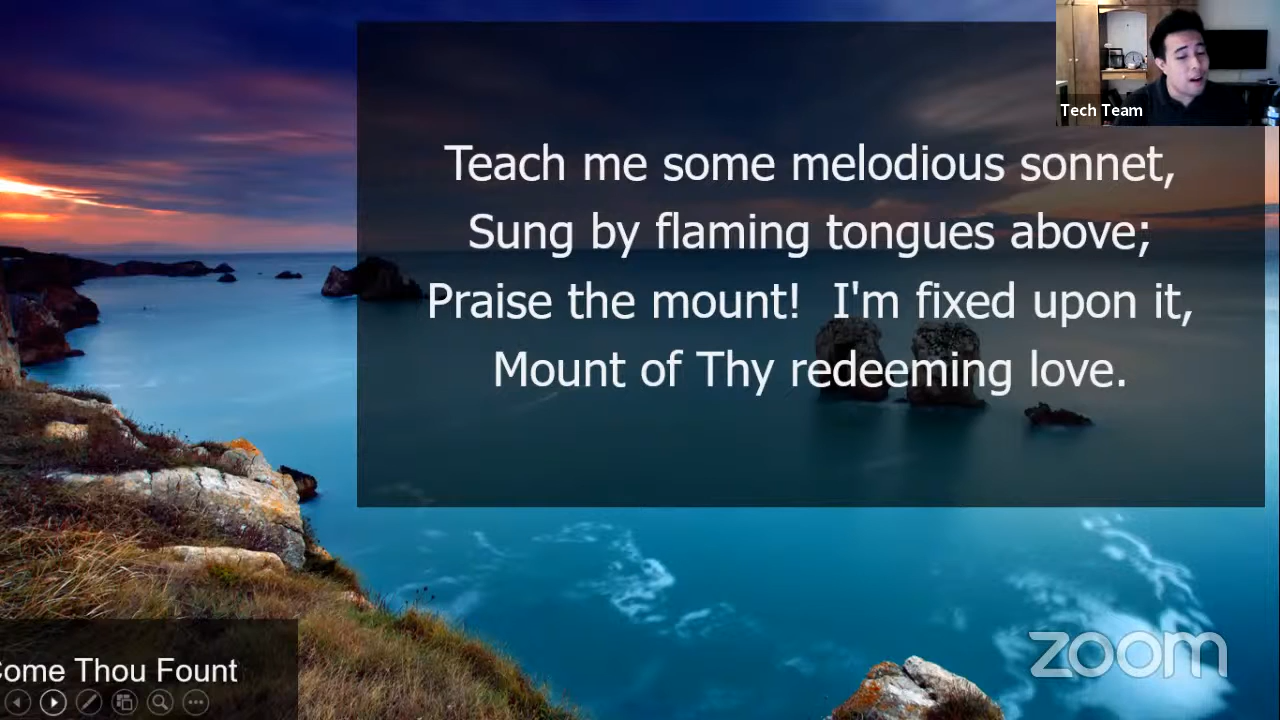 Tech Team
Teach me some melodious sonnet,
Sung by flaming tongues above;
Praise the mount!  I'm fixed upon it,
Mount of Thy redeeming love.
Come Thou Fount
zoom